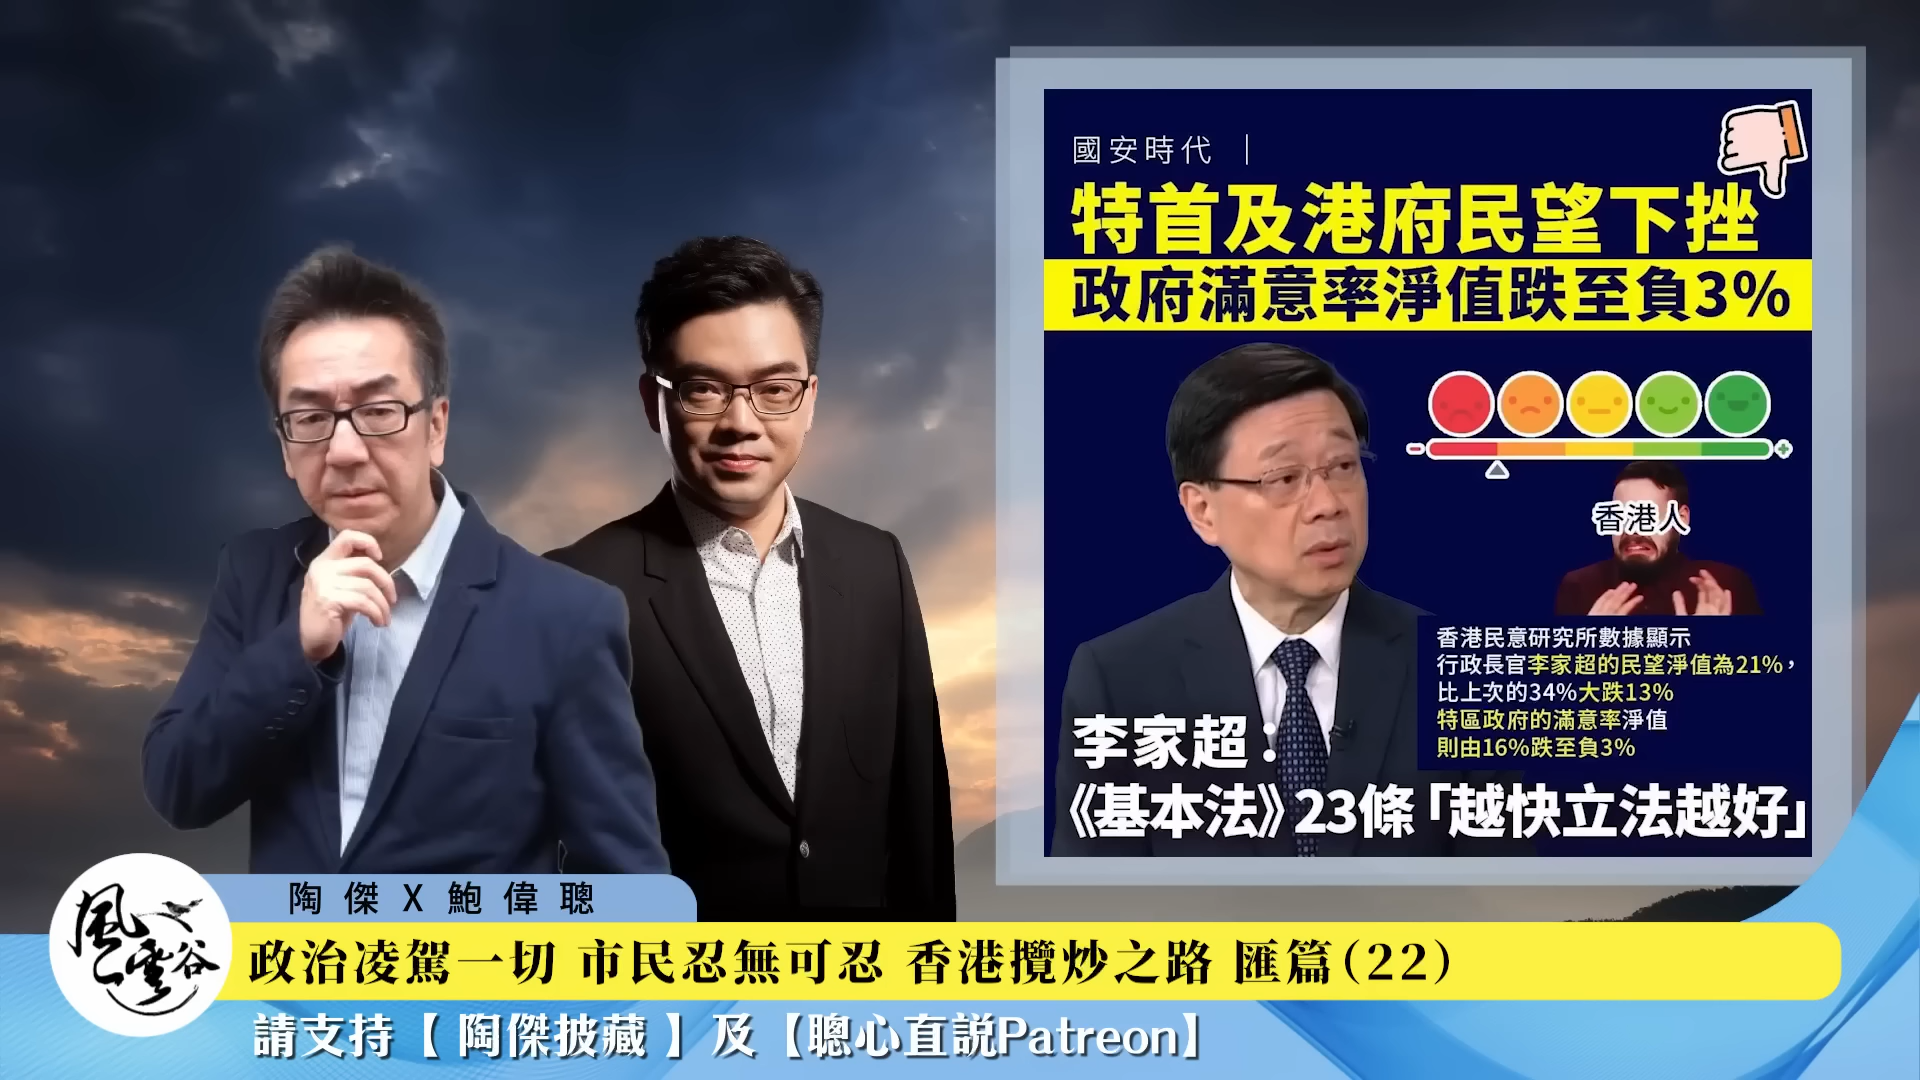 國安時代 |
特首及港府民望下挫
政府滿意率淨值跌至負3%
香港人
香港民意研究所數據顯示
行政長官李家超的民望淨值為21%，
比上次的34%大跌13%
特區政府的滿意率淨值
則由16%跌至負3%
李家超：
《基本法》23條「越快立法越好」
風雲谷
陶傑X鮑偉聰
政治凌駕一切 市民忍無可忍 香港攬炒之路 匯篇(22)
請支持【 陶傑披藏 】及【聰心直説Patreon】